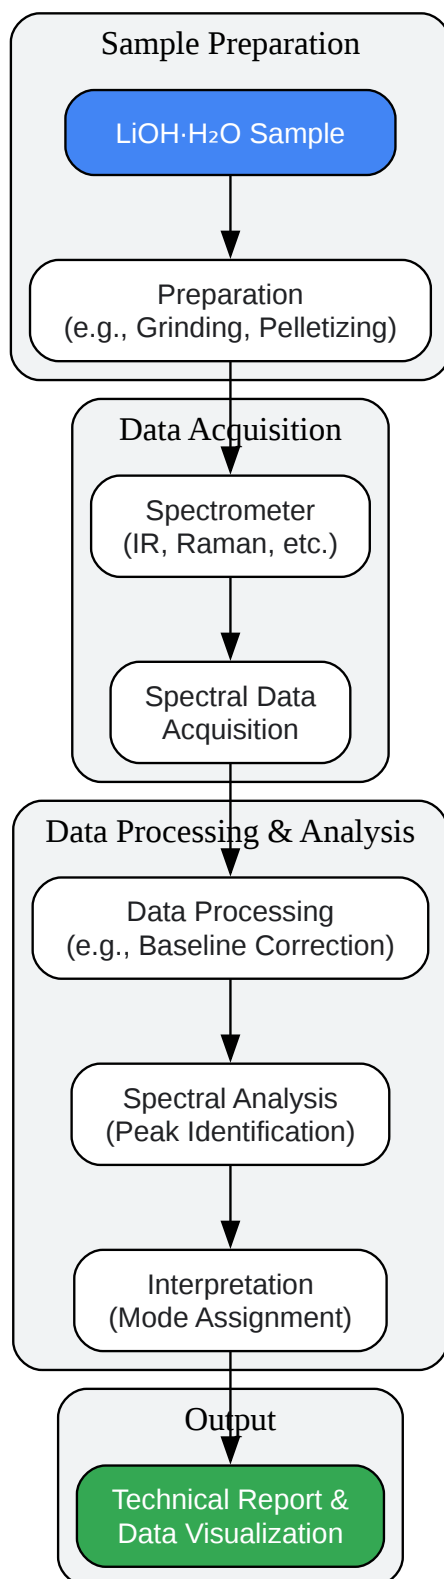 Sample Preparation
LiOH·H₂O Sample
Preparation
(e.g., Grinding, Pelletizing)
Data Acquisition
Spectrometer
(IR, Raman, etc.)
Spectral Data
Acquisition
Data Processing & Analysis
Data Processing
(e.g., Baseline Correction)
Spectral Analysis
(Peak Identification)
Interpretation
(Mode Assignment)
Output
Technical Report &
Data Visualization